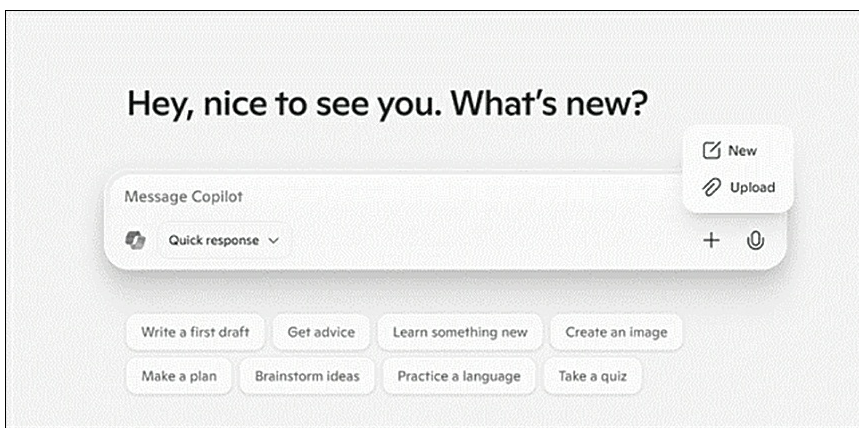 Hey, nice to see you. What's new?
New
Upload
Message Copilot
Quick response
Write a first draft
Get advice
Learn something new
Create an image
Make a plan
Brainstorm ideas
Practice a language
Take a quiz